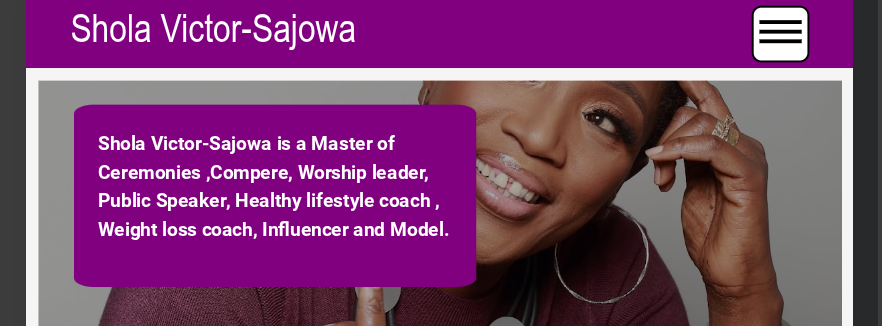 Shola Victor-Sajowa
Shola Victor-Sajowa is a Master of
Ceremonies ,Compere, Worship leader,
Public Speaker, Healthy lifestyle coach ,
Weight loss coach, Influencer and Model.